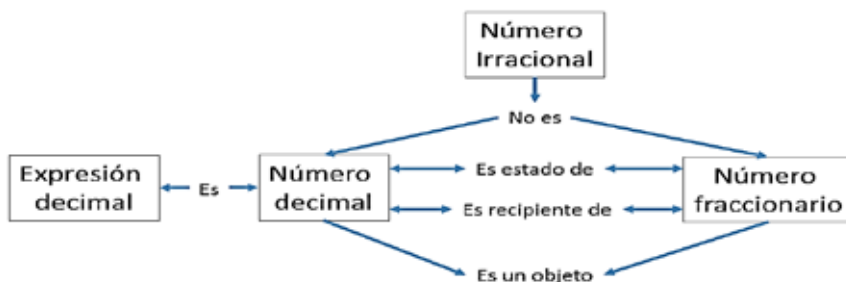 Número
Irracional
No es
Expresión
decimal
Es
Número
decimal
Es estado de
Es recipiente de
Número
fraccionario
Es un objeto